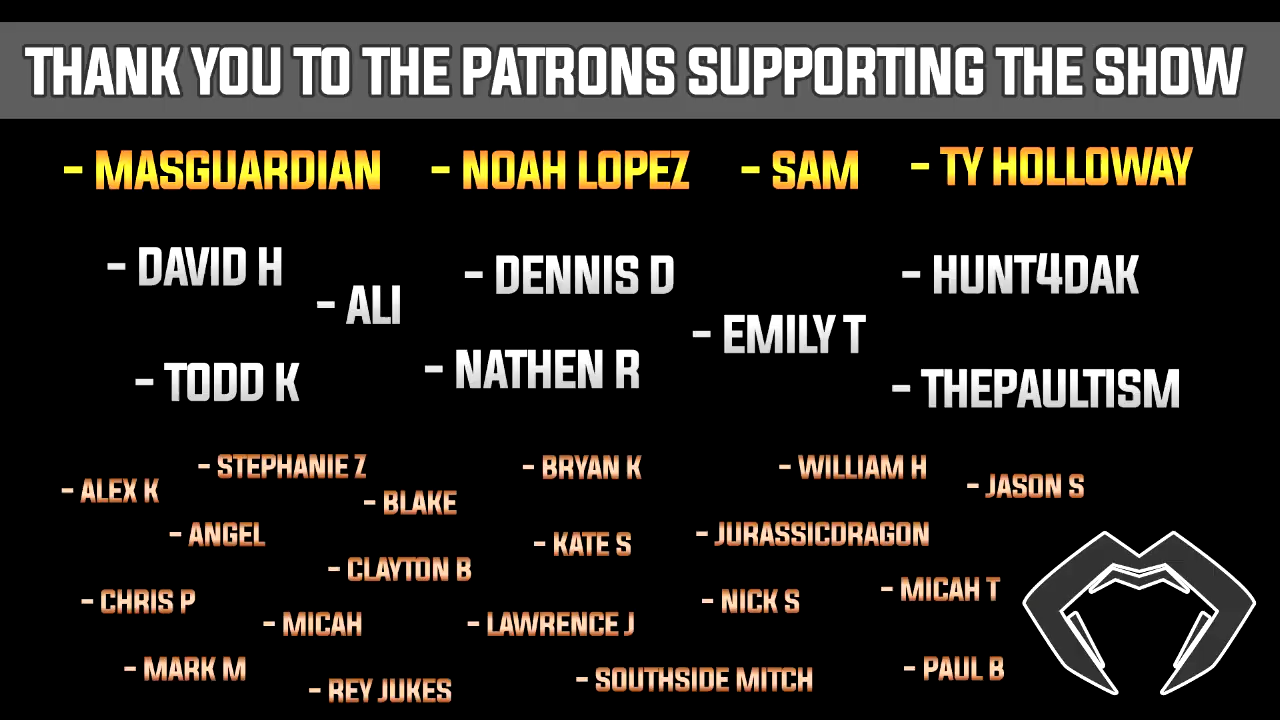 THANK YOU TO THE PATRONS SUPPORTING THE SHOW
- MASGUARDIAN
- NOAH LOPEZ
- SAM
- TY HOLLOWAY
- DAVID H
- ALI
- DENNIS D
- EMILY T
- HUNT4DAK
- TODD K
- NATHEN R
- THEPAULTISM
- ALEX K
- STEPHANIE Z
- BLAKE
- BRYAN K
- WILLIAM H
- JASON S
- ANGEL
- CLAYTON B
- KATE S
- JURASSICDRAGON
- CHRIS P
- MICAH
- LAWRENCE J
- NICK S
- MICAH T
- MARK M
- REY JUKES
- SOUTHSIDE MITCH
- PAUL B